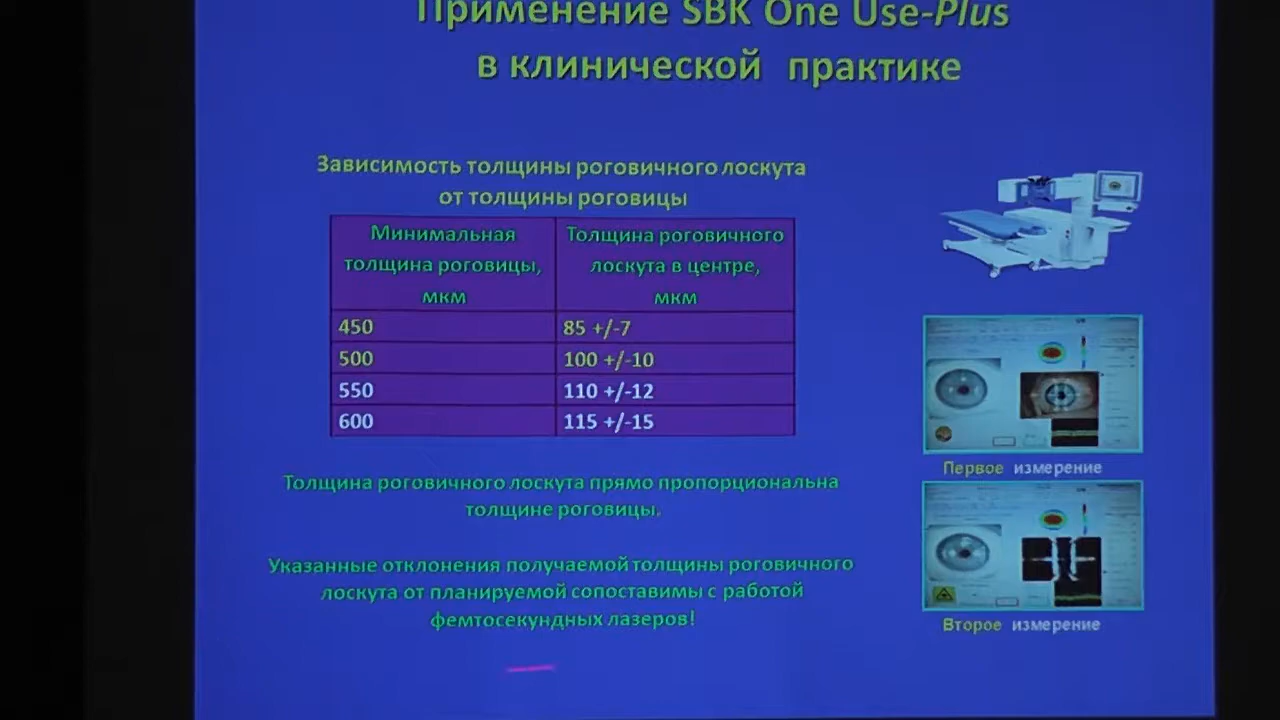 Применение SBK One Use-Plus
в клинической практике
Зависимость толщины роговичного лоскута
от толщины роговицы
Минимальная
толщина роговицы,
мкм
Толщина роговичного
лоскута в центре,
мкм
450
85 +/-7
500
100 +/-10
550
110 +/-12
600
115 +/-15
Толщина роговичного лоскута прямо пропорциональна
толщине роговицы.
Указанные отклонения получаемой толщины роговичного
лоскута от планируемой сопоставимы с работой
фемтосекундных лазеров!
Первое измерение
Второе измерение